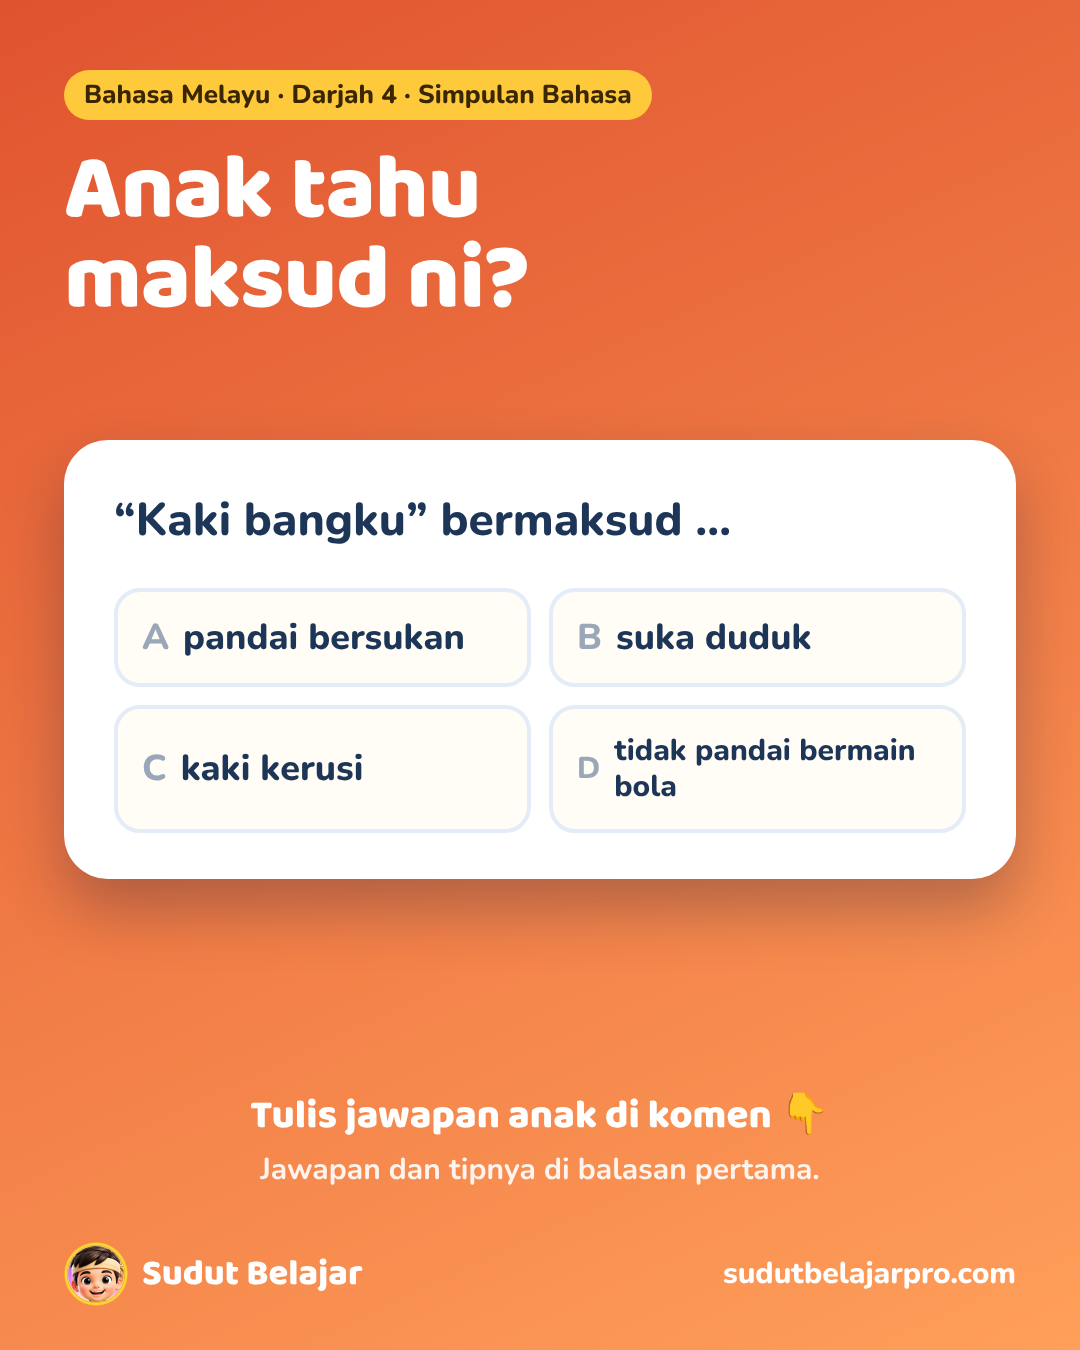 Bahasa Melayu · Darjah 4 · Simpulan Bahasa
Anak tahu
maksud ni?
“Kaki bangku” bermaksud ...
A pandai bersukan
B suka duduk
C kaki kerusi
D tidak pandai bermain
bola
Tulis jawapan anak di komen 👇
Jawapan dan tipnya di balasan pertama.
Sudut Belajar
sudutbelajarpro.com